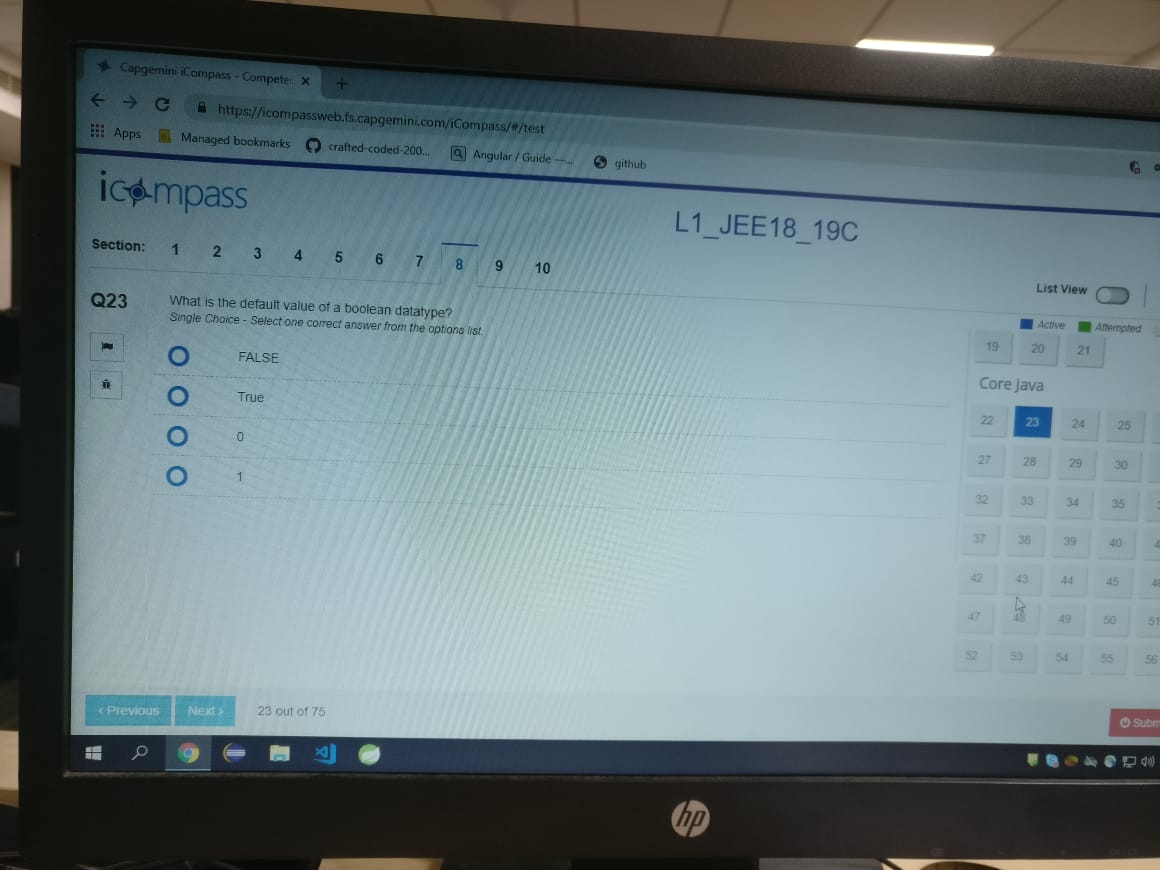 Capgemini iCompass - Compete:
https://icompassweb.fs.capgemini.com/iCompass/#/test
Apps Managed bookmarks crafted-coded-200... Angular / Guide —... github
icompass
L1_JEE18_19C
Section: 1 2 3 4 5 6 7 8 9 10
List View
Active Attempted
Q23 What is the default value of a boolean datatype?
Single Choice - Select one correct answer from the options list.
FALSE
True
0
1
19 20 21
Core Java
22 23 24 25
27 28 29 30
32 33 34 35
37 38 39 40
42 43 44 45
47 48 49 50 51
52 53 54 55 56
< Previous Next > 23 out of 75
Subm
hp